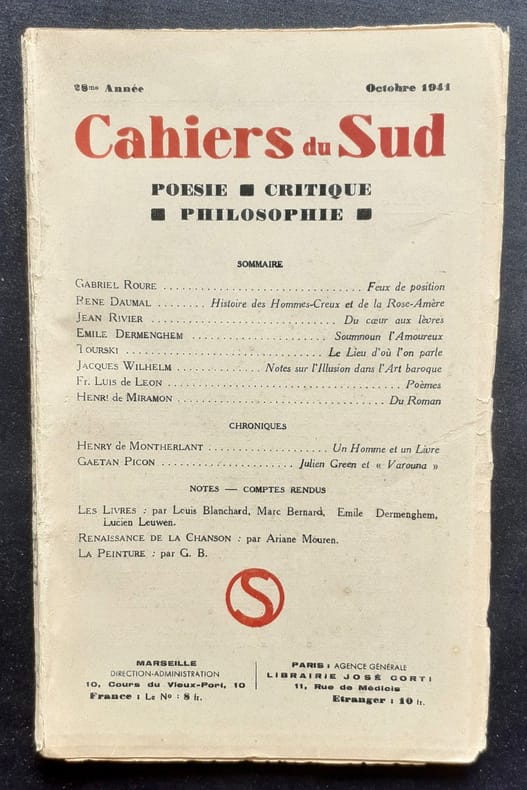 28me Année Octobre 1941
Cahiers du Sud
POESIE ■ CRITIQUE
■ PHILOSOPHIE ■
SOMMAIRE
GABRIEL ROURE .................................. Feux de position
RENE DAUMAL ........ Histoire des Hommes-Creux et de la Rose-Amère
JEAN RIVIER .................................. Du cœur aux lèvres
EMILE DERMENGHEM ........................ Soumnoun l'Amoureux
TOURSKI .................................. Le Lieu d'où l'on parle
JACQUES WILHELM ............. Notes sur l'Illusion dans l'Art baroque
Fr. LUIS DE LEON ........................................ Poèmes
HENRI DE MIRAMON .................................... Du Roman
CHRONIQUES
HENRY de MONTHERLANT .................... Un Homme et un Livre
GAETAN PICON ........................ Julien Green et « Varouna »
NOTES — COMPTES RENDUS
LES LIVRES : par Louis Blanchard, Marc Bernard, Emile Dermenghem,
Lucien Leuwen.
RENAISSANCE DE LA CHANSON : par Ariane Mouren.
LA PEINTURE : par G. B.
S
MARSEILLE
DIRECTION-ADMINISTRATION
10, Cours du Vieux-Port, 10
France : Le No : 8 fr.
PARIS : AGENCE GÉNÉRALE
LIBRAIRIE JOSÉ CORTI
11, Rue de Médicis
Etranger : 10 fr.